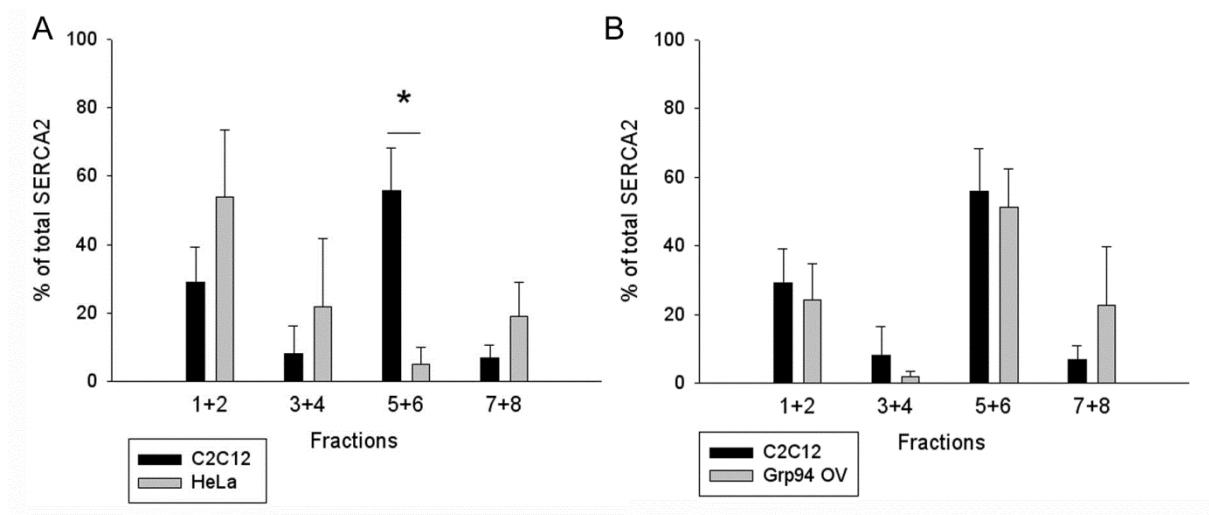 A
% of total SERCA2
100
80
60
40
20
0
*
1+2 3+4 5+6 7+8
Fractions
C2C12
HeLa
B
% of total SERCA2
100
80
60
40
20
0
1+2 3+4 5+6 7+8
Fractions
C2C12
Grp94 OV